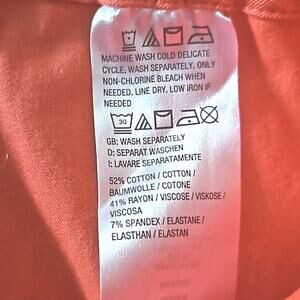 MACHINE WASH COLD DELICATE
CYCLE, WASH SEPARATELY. ONLY
NON-CHLORINE BLEACH WHEN
NEEDED. LINE DRY. LOW IRON IF
NEEDED
30
GB: WASH SEPARATELY
D: SEPARAT WASCHEN
I: LAVARE SEPARATAMENTE
52% COTTON / COTTON /
BAUMWOLLE / COTONE
41% RAYON / VISCOSE / VISKOSE /
VISCOSA
7% SPANDEX / ELASTANE /
ELASTHAN / ELASTAN